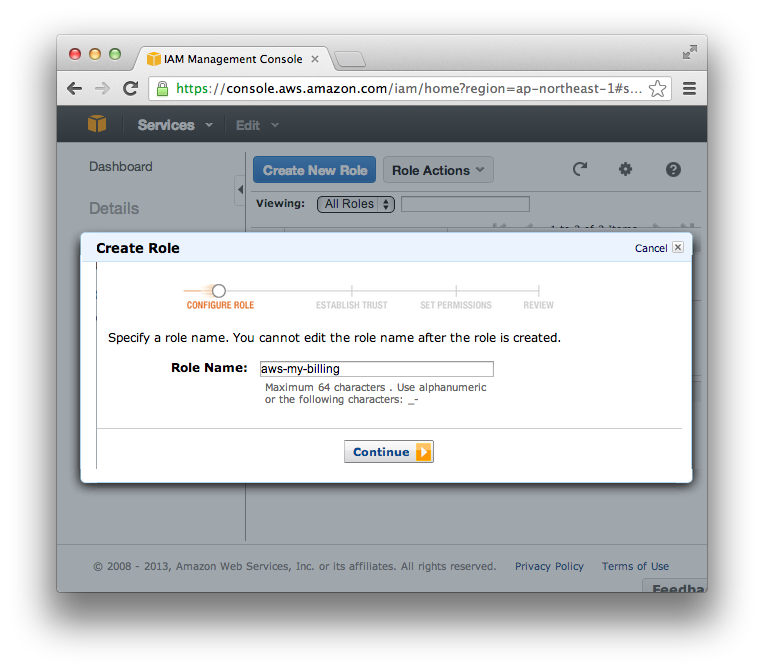 IAM Management Console
https://console.aws.amazon.com/iam/home?region=ap-northeast-1#s...
Services Edit
Dashboard
Details
Create New Role Role Actions
Viewing: All Roles
Create Role Cancel
CONFIGURE ROLE ESTABLISH TRUST SET PERMISSIONS REVIEW
Specify a role name. You cannot edit the role name after the role is created.
Role Name: aws-my-billing
Maximum 64 characters . Use alphanumeric
or the following characters: _-
Continue
© 2008 - 2013, Amazon Web Services, Inc. or its affiliates. All rights reserved. Privacy Policy Terms of Use